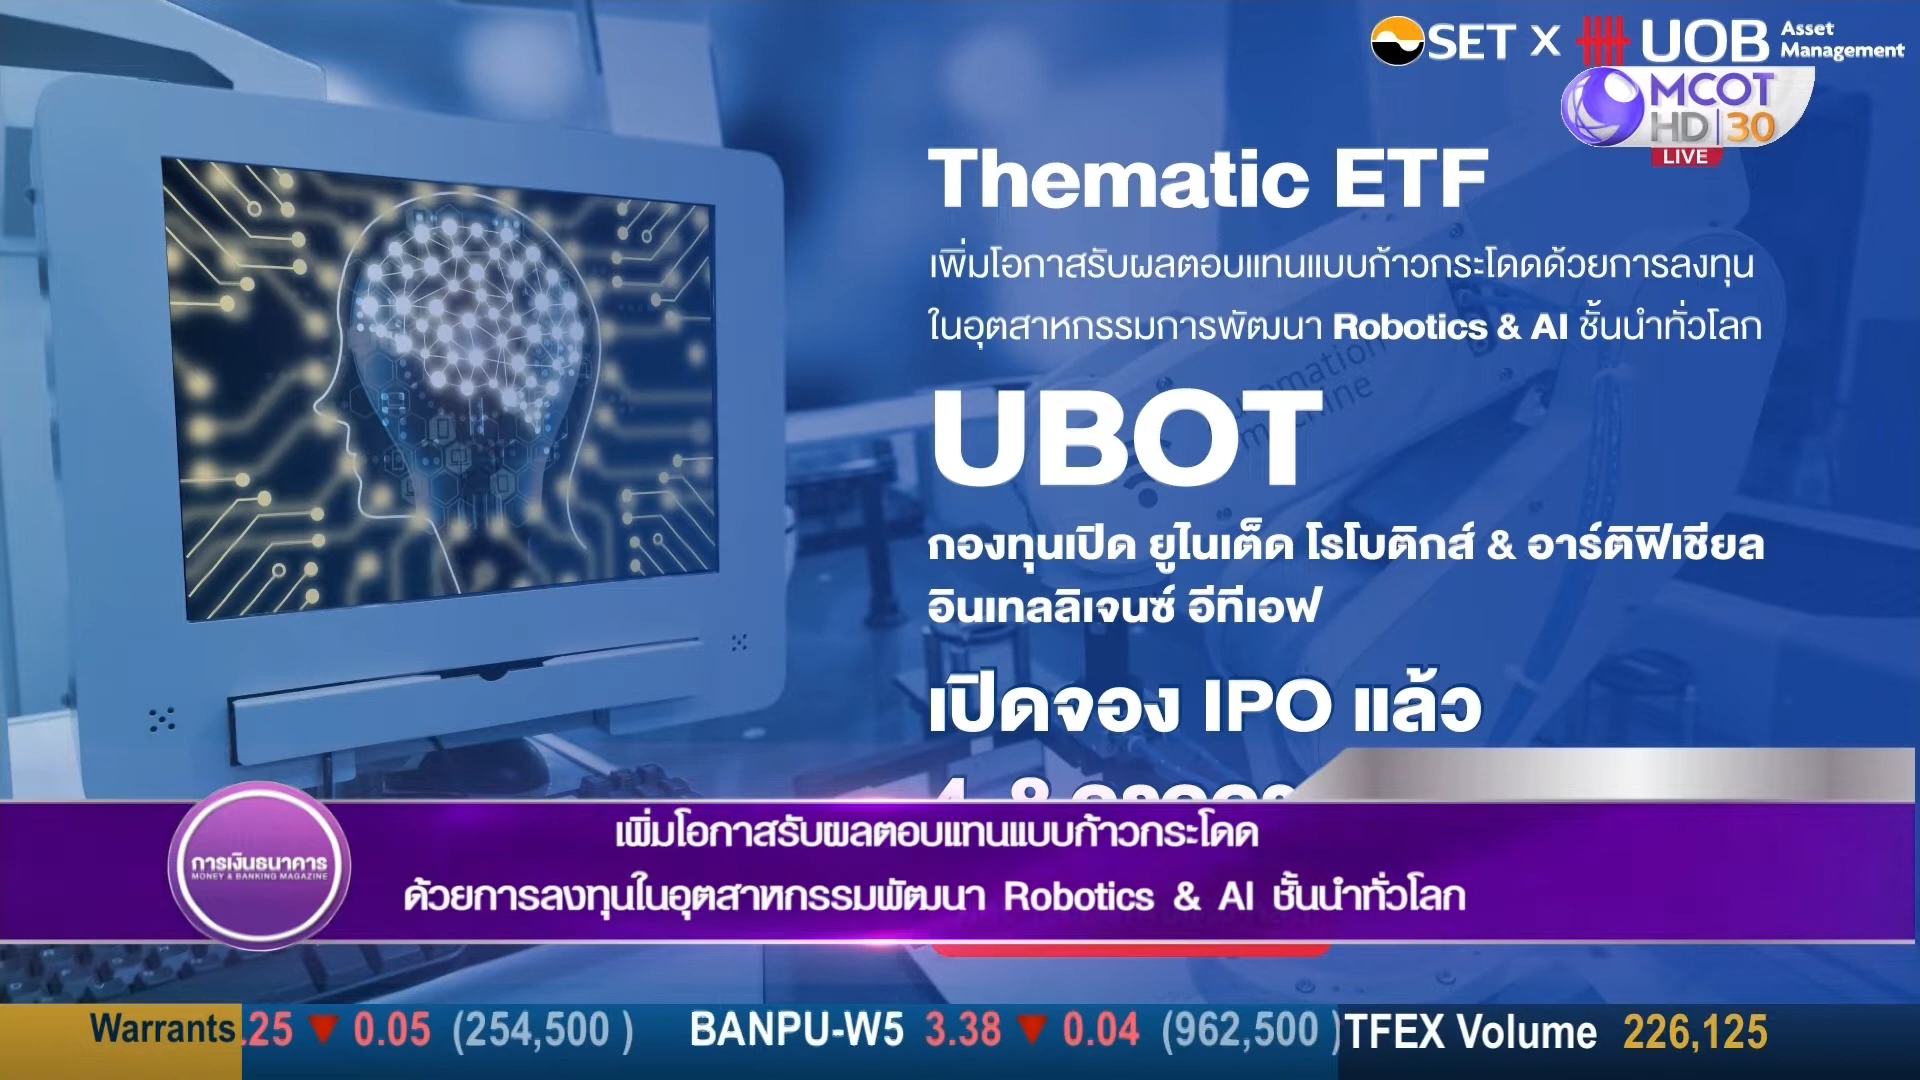 SET X UOB Asset Management
MCOT
HD 30
LIVE
Thematic ETF
เพิ่มโอกาสรับผลตอบแทนแบบก้าวกระโดดด้วยการลงทุน
ในอุตสาหกรรมการพัฒนา Robotics & AI ชั้นนำทั่วโลก
UBOT
กองทุนเปิด ยูไนเต็ด โรโบติกส์ & อาร์ติฟิเชียล
อินเทลลิเจนซ์ อีทีเอฟ
เปิดจอง IPO แล้ว
เพิ่มโอกาสรับผลตอบแทนแบบก้าวกระโดด
ด้วยการลงทุนในอุตสาหกรรมพัฒนา Robotics & AI ชั้นนำทั่วโลก
การเงินธนาคาร
MONEY & BANKING MAGAZINE
Warrants .25 ▼ 0.05 (254,500 ) BANPU-W5 3.38 ▼ 0.04 (962,500 ) TFEX Volume 226,125